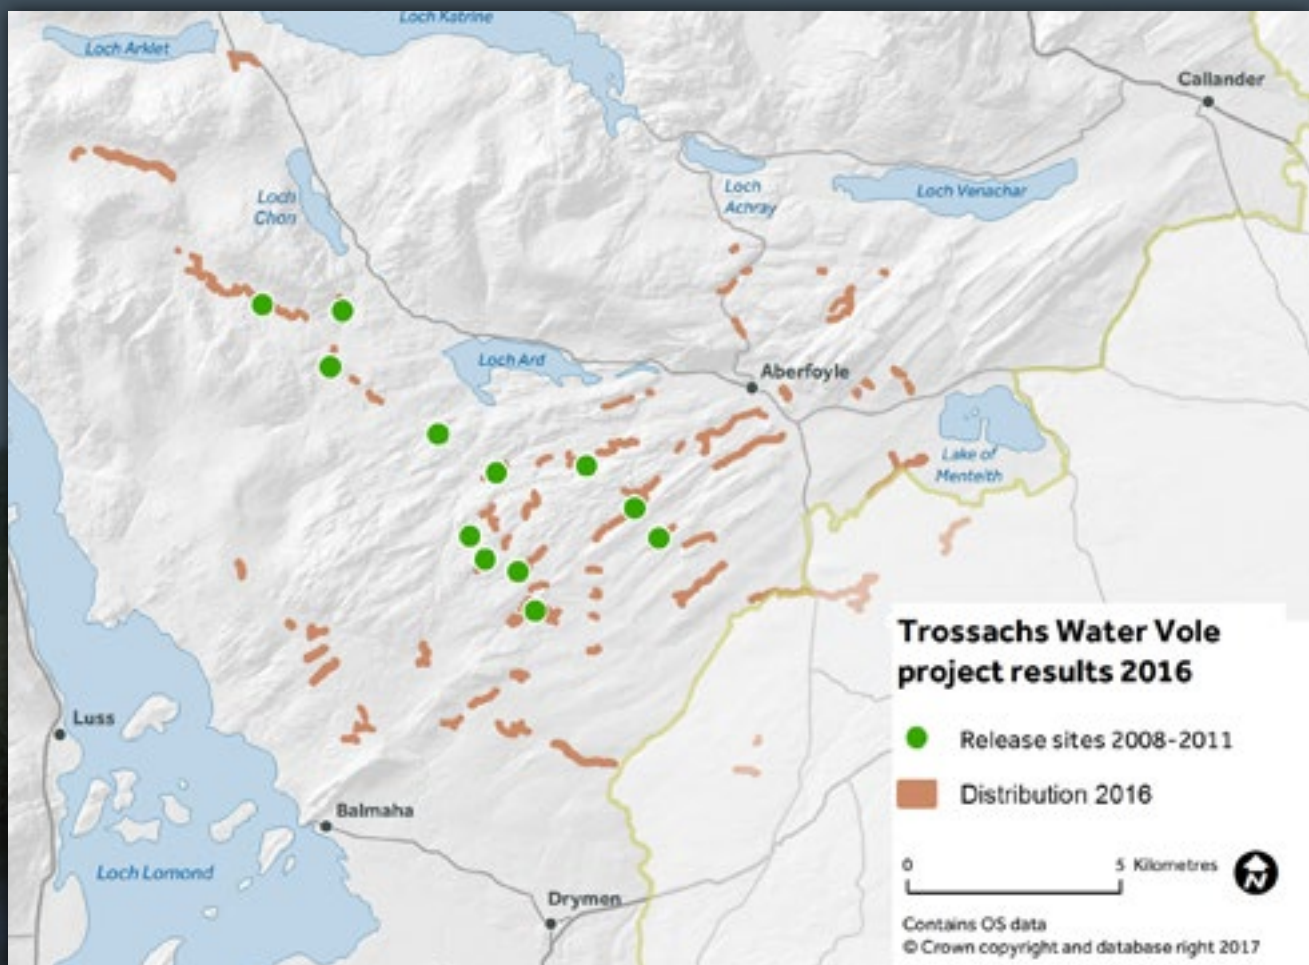 Loch Katrine
Loch Arklet
Callander
Loch
Achray
Loch Venachar
Loch
Chon
Loch Ard
Aberfoyle
Lake of
Menteith
Luss
Balmaha
Loch Lomond
Drymen
Trossachs Water Vole
project results 2016
Release sites 2008-2011
Distribution 2016
0 5 Kilometres
N
Contains OS data
© Crown copyright and database right 2017